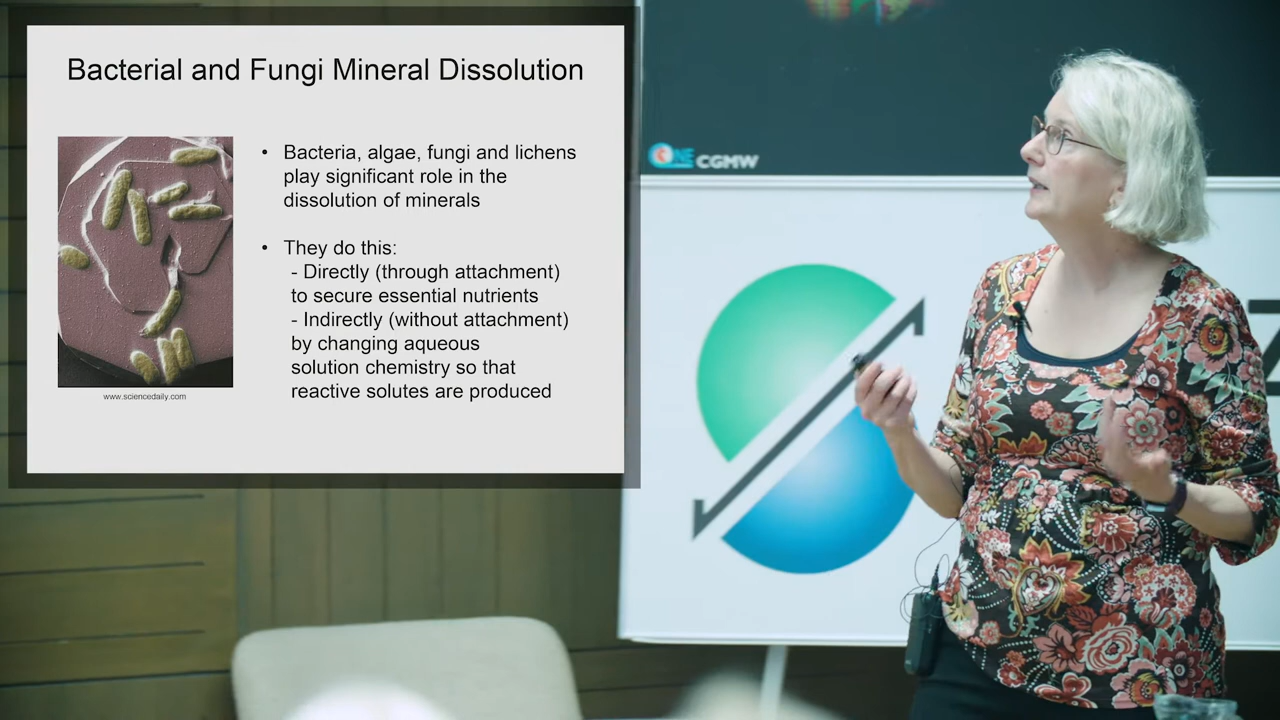 Bacterial and Fungi Mineral Dissolution
• Bacteria, algae, fungi and lichens
play significant role in the
dissolution of minerals
• They do this:
- Directly (through attachment)
to secure essential nutrients
- Indirectly (without attachment)
by changing aqueous
solution chemistry so that
reactive solutes are produced
www.sciencedaily.com
CGMW